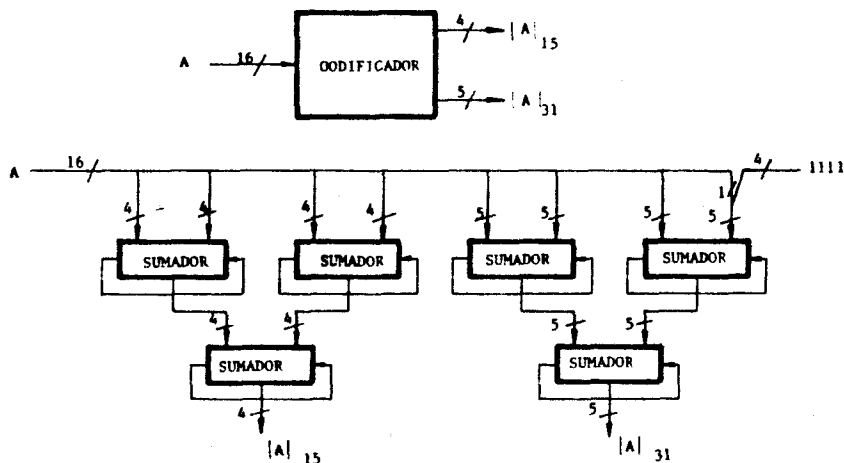 4 |A| 15
A 16 CODIFICADOR
5 |A| 31
A 16 4 1111
1
4 4 4 4 5 5 5 5
SUMADOR SUMADOR SUMADOR SUMADOR
4 4 5 5
SUMADOR SUMADOR
4 5
|A| 15 |A| 31